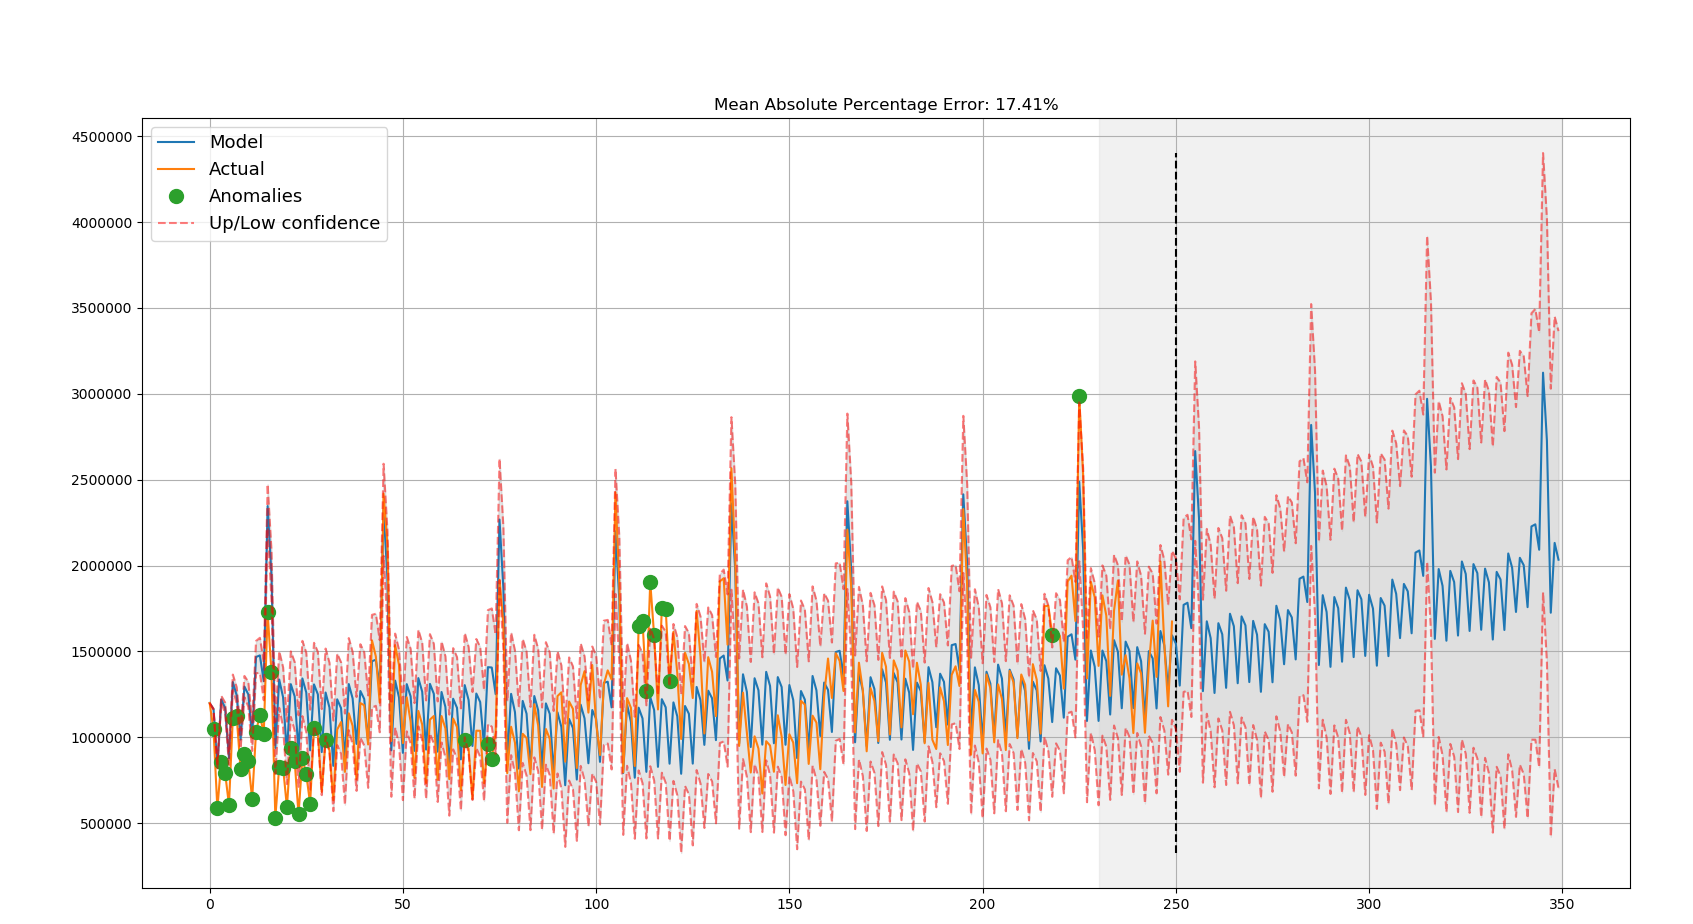 Mean Absolute Percentage Error: 17.41%
Model
Actual
Anomalies
Up/Low confidence
4500000
4000000
3500000
3000000
2500000
2000000
1500000
1000000
500000
0 50 100 150 200 250 300 350